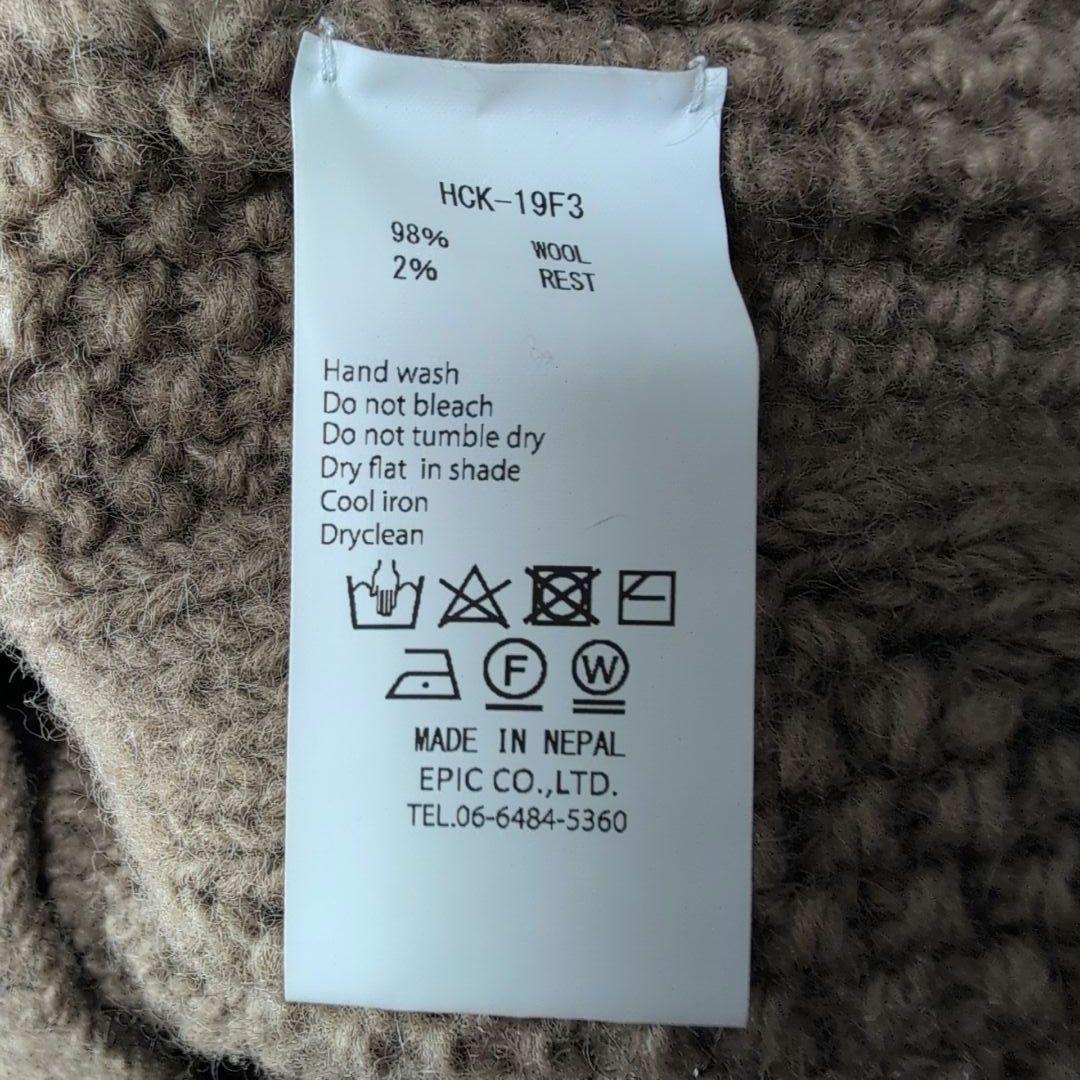 HCK-19F3
98% WOOL
2% REST
Hand wash
Do not bleach
Do not tumble dry
Dry flat in shade
Cool iron
Dryclean
F W
MADE IN NEPAL
EPIC CO.,LTD.
TEL.06-6484-5360